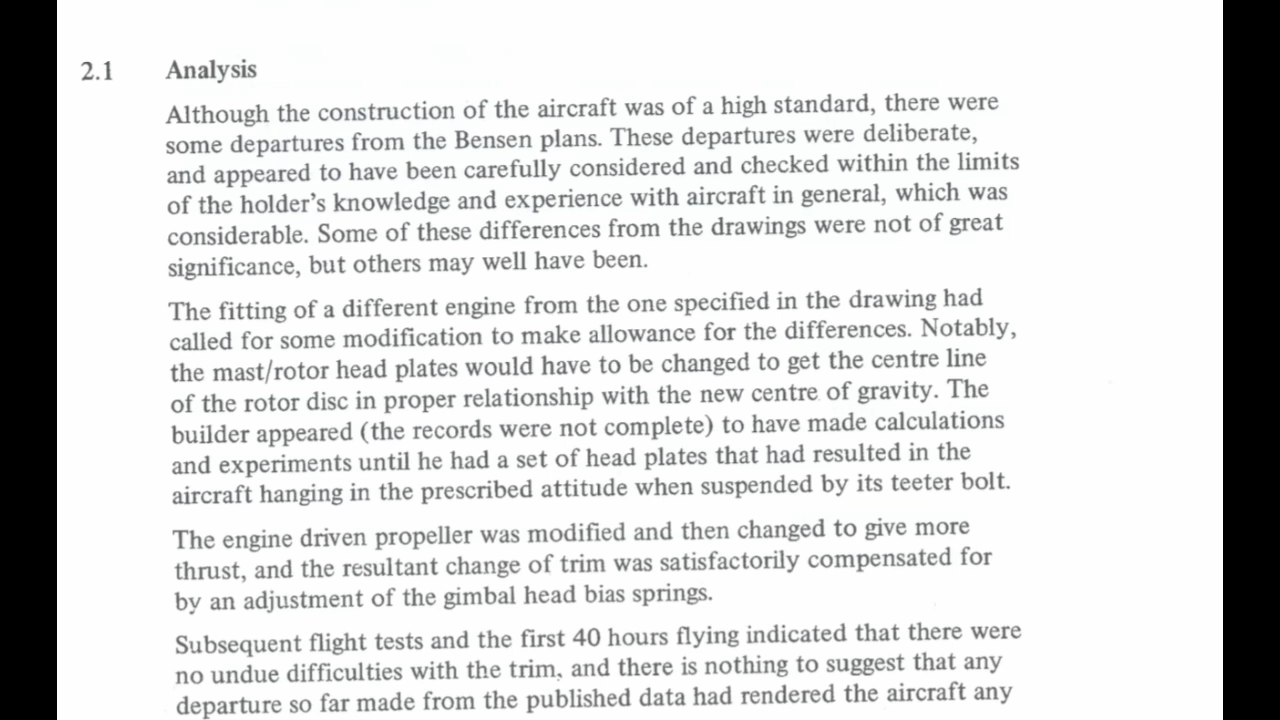 2.1 Analysis
Although the construction of the aircraft was of a high standard, there were
some departures from the Bensen plans. These departures were deliberate,
and appeared to have been carefully considered and checked within the limits
of the holder's knowledge and experience with aircraft in general, which was
considerable. Some of these differences from the drawings were not of great
significance, but others may well have been.
The fitting of a different engine from the one specified in the drawing had
called for some modification to make allowance for the differences. Notably,
the mast/rotor head plates would have to be changed to get the centre line
of the rotor disc in proper relationship with the new centre of gravity. The
builder appeared (the records were not complete) to have made calculations
and experiments until he had a set of head plates that had resulted in the
aircraft hanging in the prescribed attitude when suspended by its teeter bolt.
The engine driven propeller was modified and then changed to give more
thrust, and the resultant change of trim was satisfactorily compensated for
by an adjustment of the gimbal head bias springs.
Subsequent flight tests and the first 40 hours flying indicated that there were
no undue difficulties with the trim, and there is nothing to suggest that any
departure so far made from the published data had rendered the aircraft any